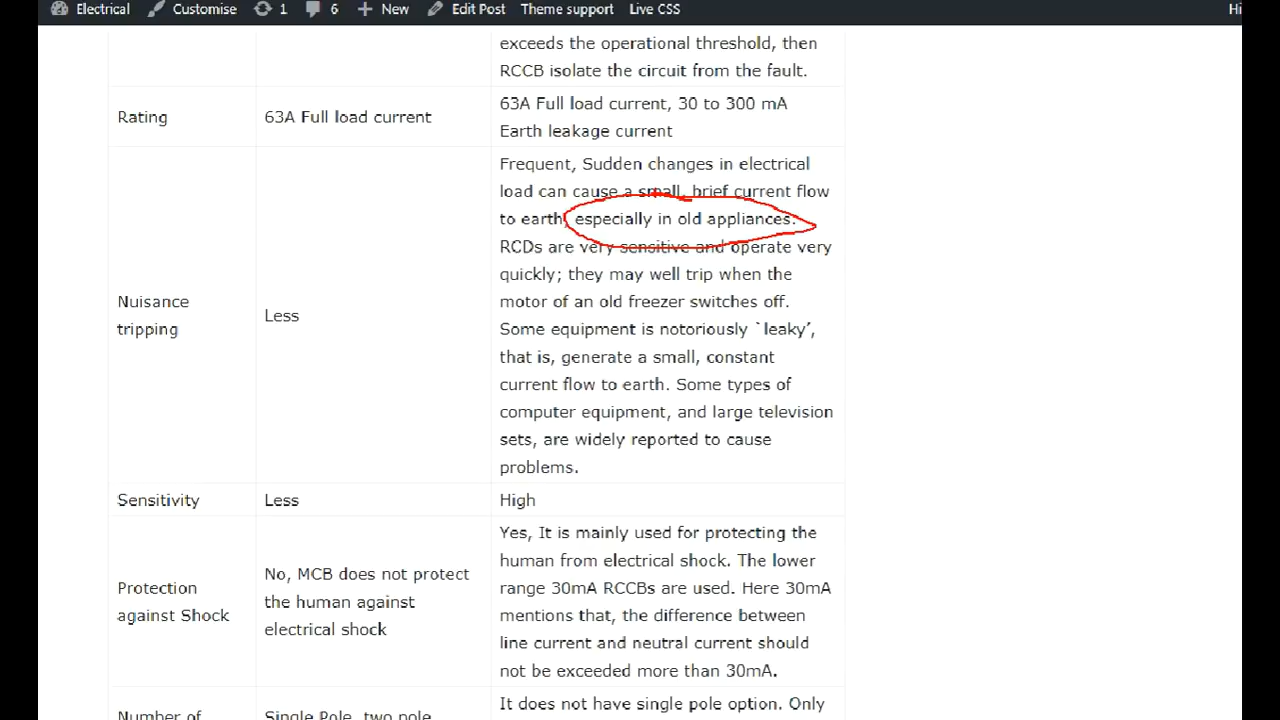 Electrical Customise 1 6 New Edit Post Theme support Live CSS Hi
exceeds the operational threshold, then
RCCB isolate the circuit from the fault.
Rating
63A Full load current
63A Full load current, 30 to 300 mA
Earth leakage current
Nuisance
tripping
Less
Frequent, Sudden changes in electrical
load can cause a small, brief current flow
to earth, especially in old appliances.
RCDs are very sensitive and operate very
quickly; they may well trip when the
motor of an old freezer switches off.
Some equipment is notoriously `leaky’,
that is, generate a small, constant
current flow to earth. Some types of
computer equipment, and large television
sets, are widely reported to cause
problems.
Sensitivity
Less
High
Protection
against Shock
No, MCB does not protect
the human against
electrical shock
Yes, It is mainly used for protecting the
human from electrical shock. The lower
range 30mA RCCBs are used. Here 30mA
mentions that, the difference between
line current and neutral current should
not be exceeded more than 30mA.
Number of
Single Pole, two pole
It does not have single pole option. Only